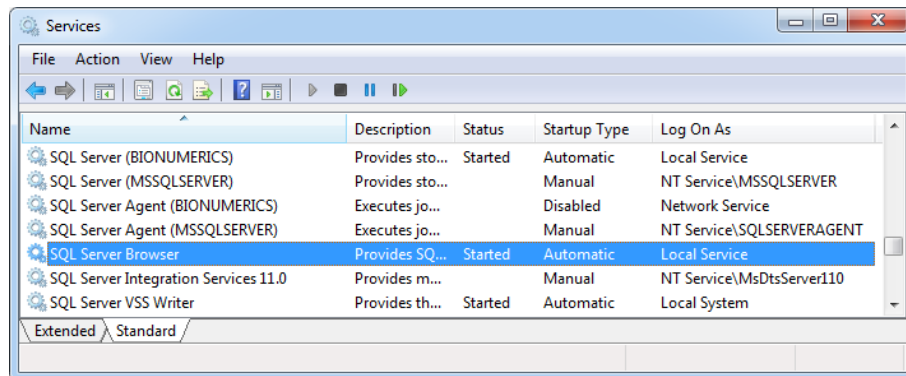 Services
File Action View Help
Name Description Status Startup Type Log On As
SQL Server (BIONUMERICS) Provides sto... Started Automatic Local Service
SQL Server (MSSQLSERVER) Provides sto... Manual NT Service\MSSQLSERVER
SQL Server Agent (BIONUMERICS) Executes jo... Disabled Network Service
SQL Server Agent (MSSQLSERVER) Executes jo... Manual NT Service\SQLSERVERAGENT
SQL Server Browser Provides SQ... Started Automatic Local Service
SQL Server Integration Services 11.0 Provides m... Manual NT Service\MsDtsServer110
SQL Server VSS Writer Provides th... Started Automatic Local System
Extended Standard